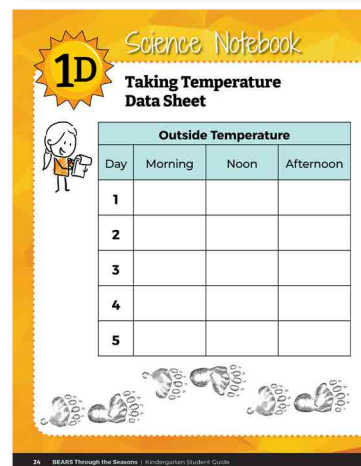 Science Notebook
1D
Taking Temperature
Data Sheet
Outside Temperature
Day Morning Noon Afternoon
1
2
3
4
5
24 BEARS Through the Seasons | Kindergarten Student Guide